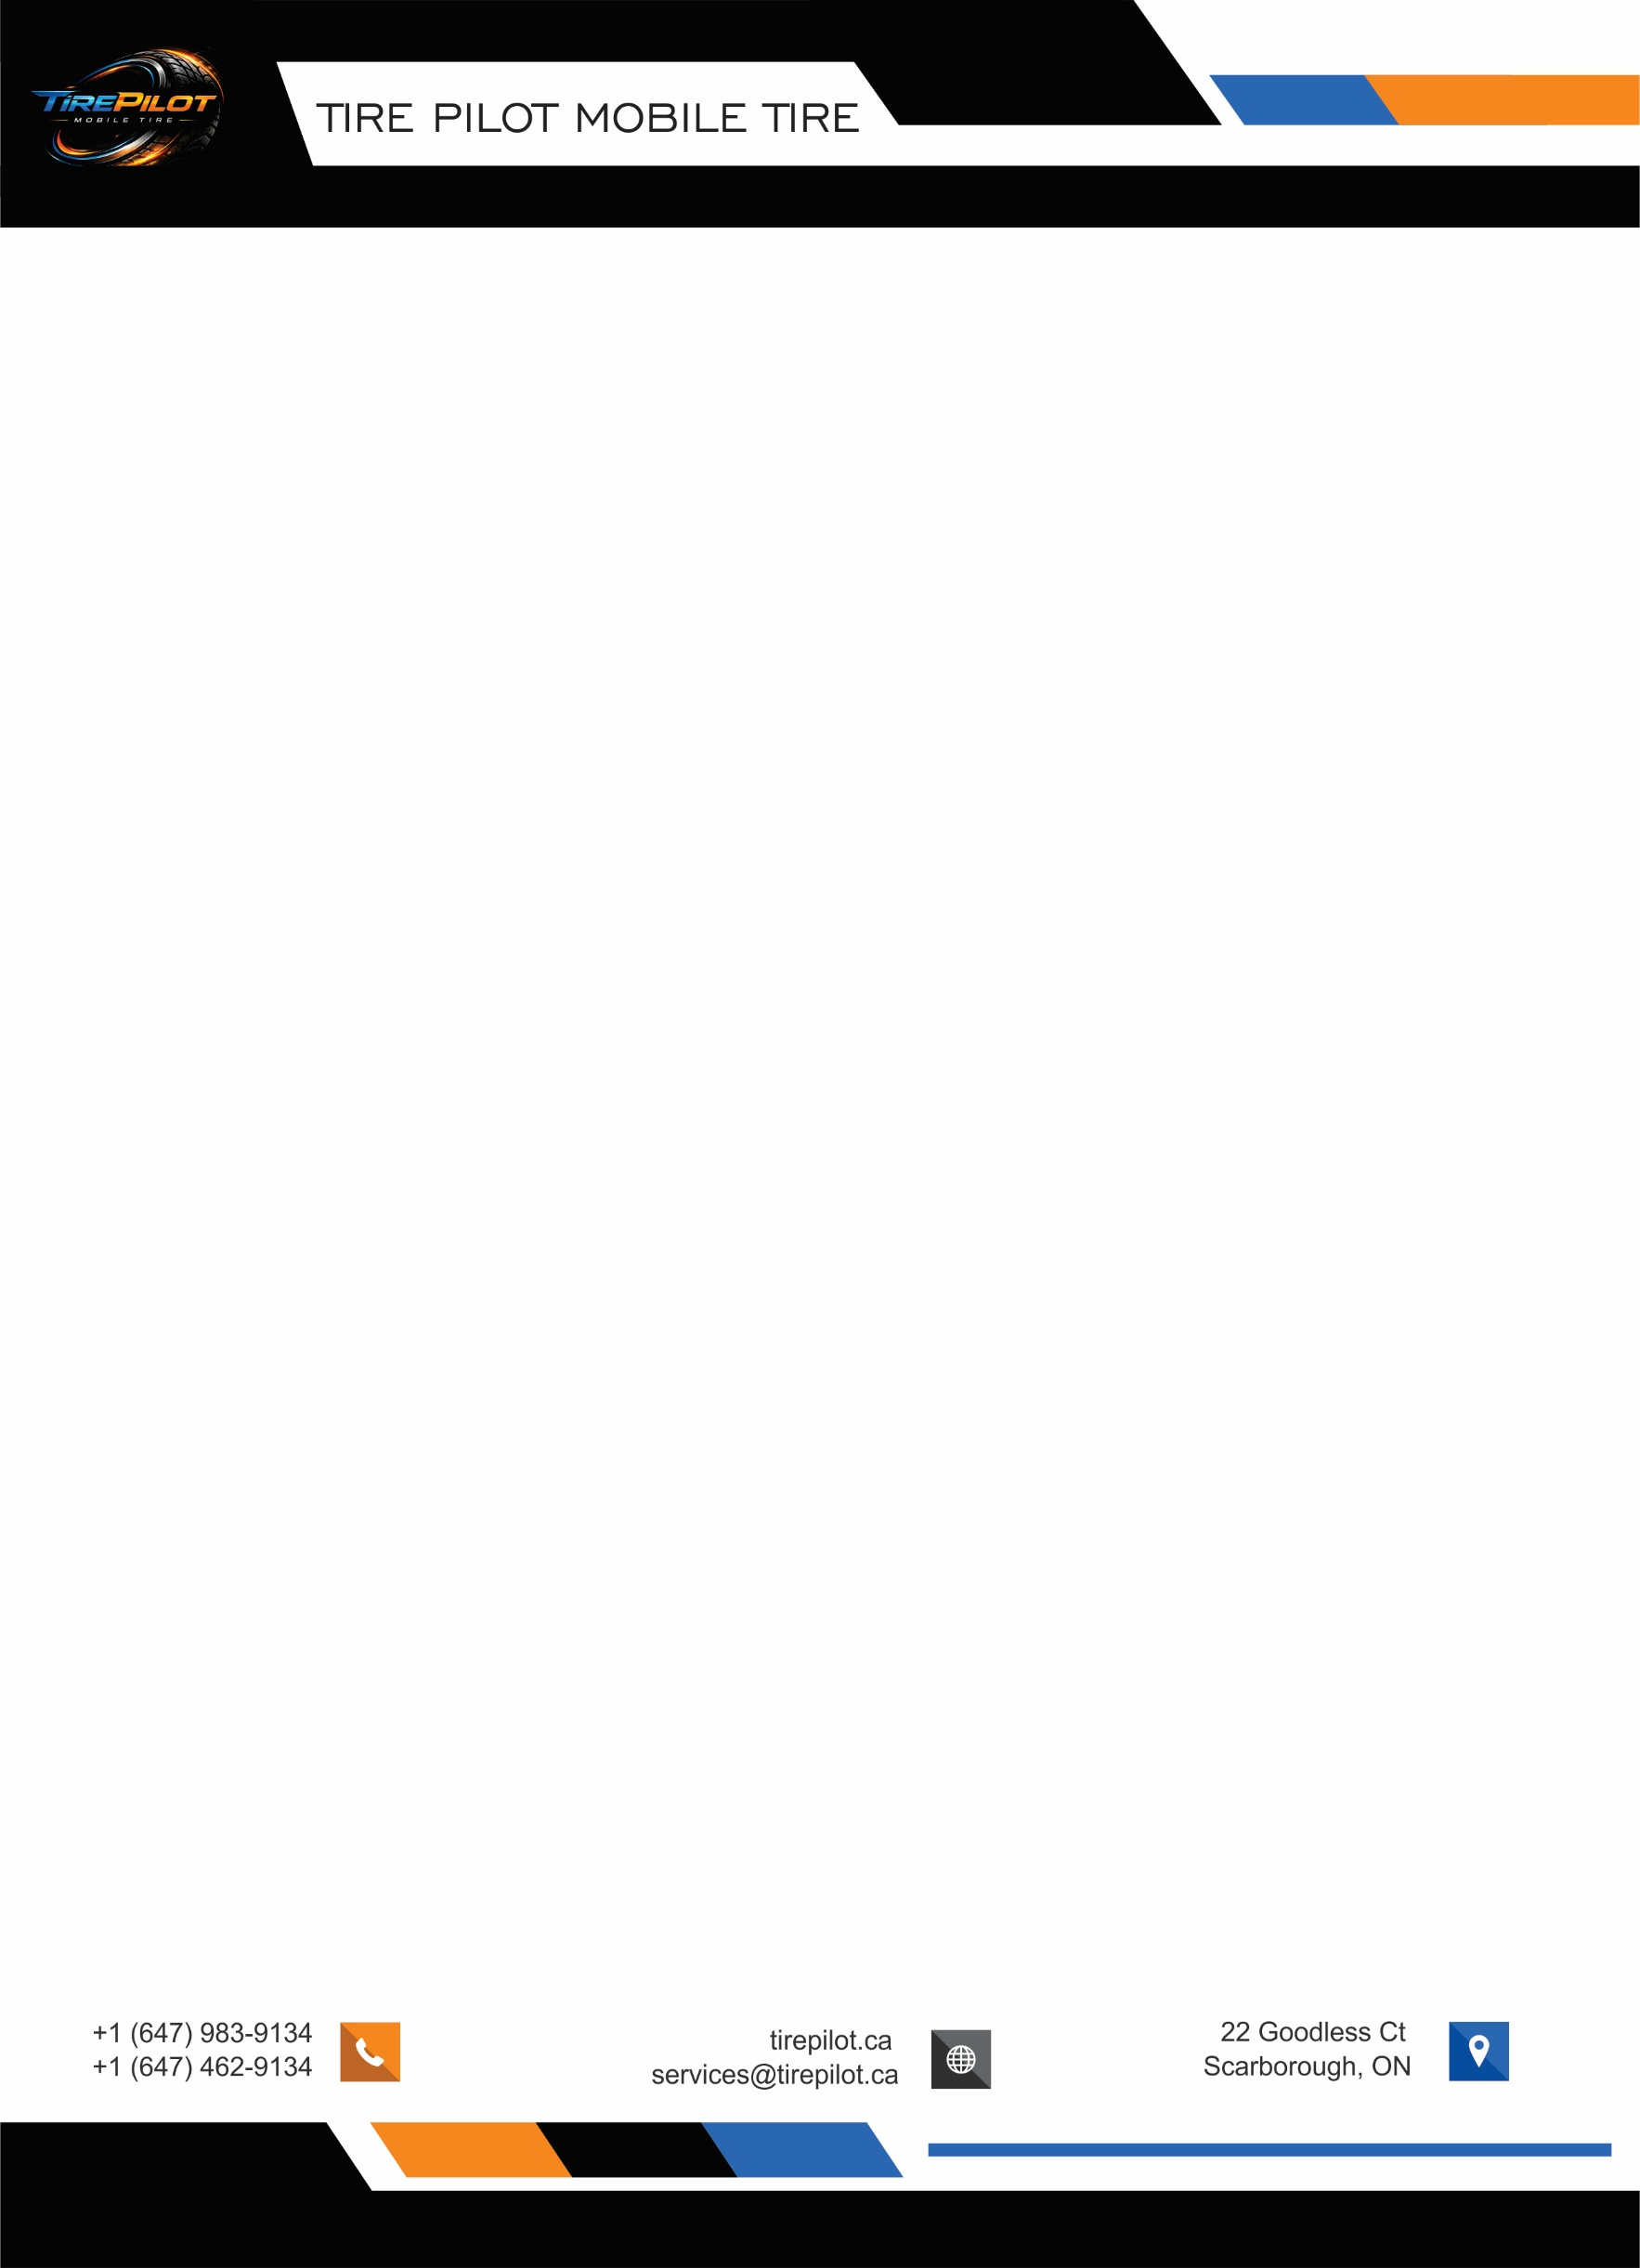 TIREPILOT
MOBILE TIRE
TIRE PILOT MOBILE TIRE
+1 (647) 983-9134
+1 (647) 462-9134
tirepilot.ca
services@tirepilot.ca
22 Goodless Ct
Scarborough, ON